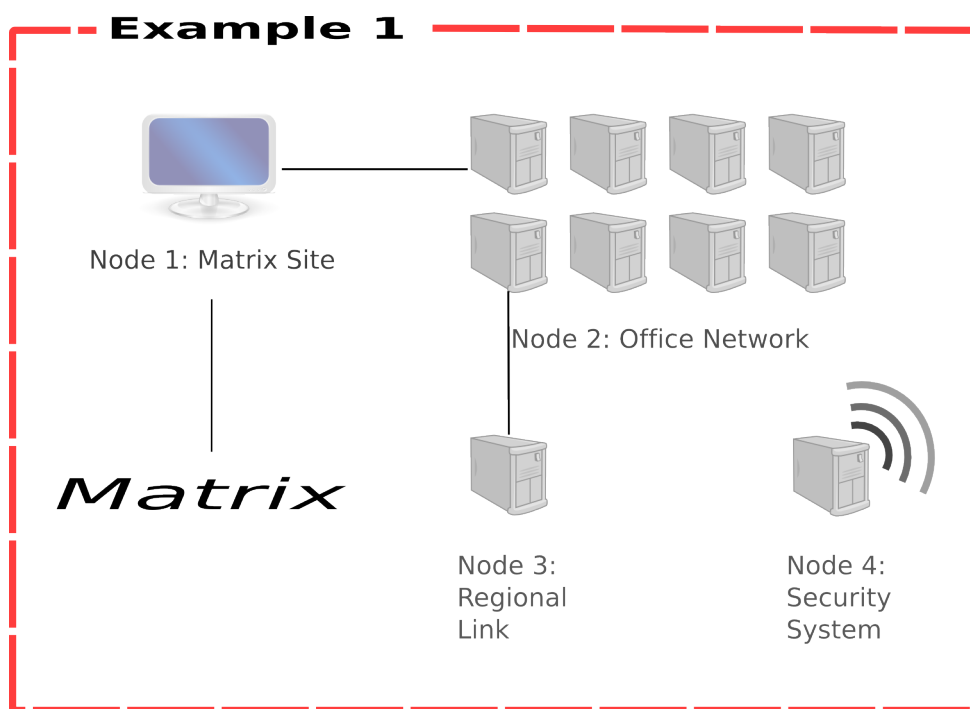 Example 1
Node 1: Matrix Site
Node 2: Office Network
Matrix
Node 3:
Regional
Link
Node 4:
Security
System